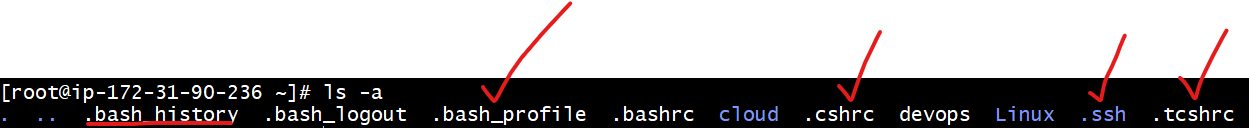 [root@ip-172-31-90-236 ~]# ls -a
.  ..  .bash_history  .bash_logout  .bash_profile  .bashrc  cloud  .cshrc  devops  Linux  .ssh  .tcshrc